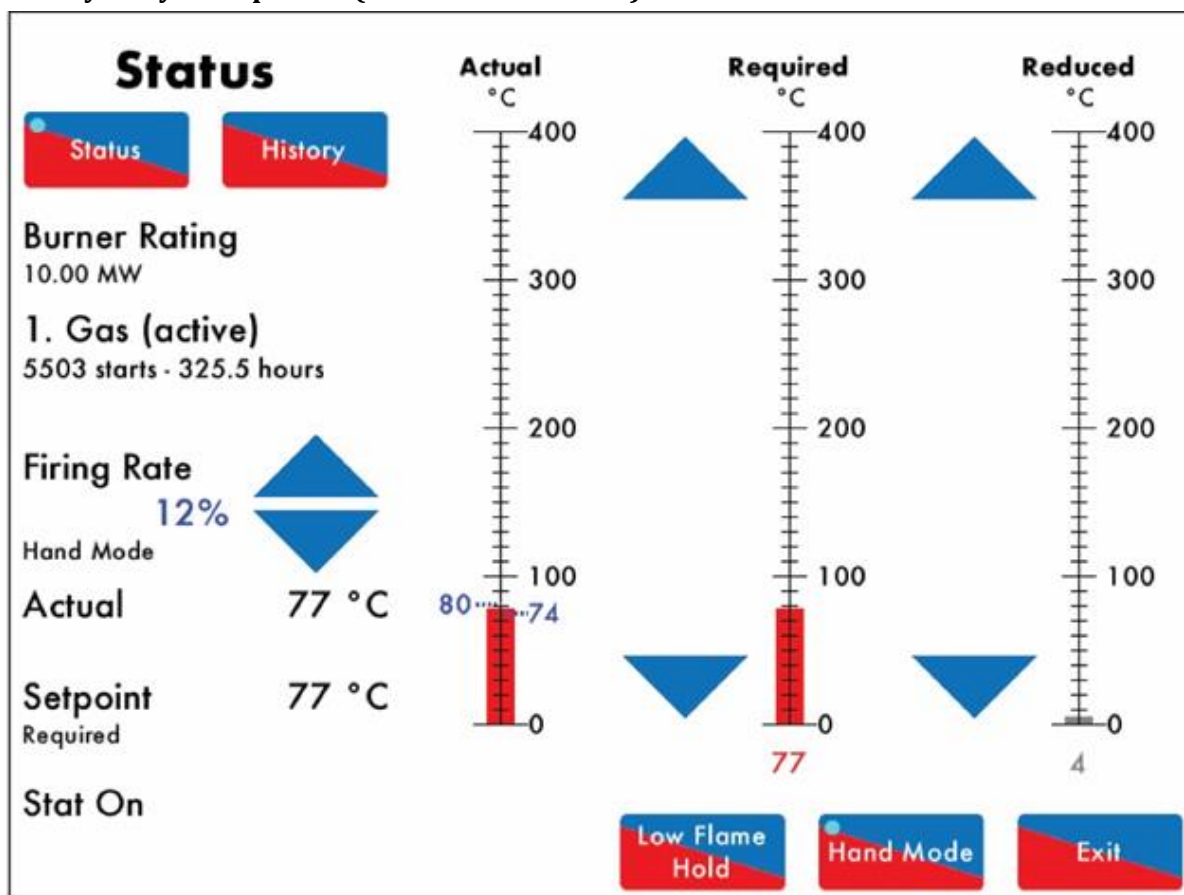 Status
Status
History
Burner Rating
10.00 MW
1. Gas (active)
5503 starts - 325.5 hours
Firing Rate
12%
Hand Mode
Actual 77 °C
Setpoint 77 °C
Required
Stat On
Actual
°C
400
300
200
100
0
80
74
Required
°C
400
300
200
100
0
77
Reduced
°C
400
300
200
100
0
4
Low Flame
Hold
Hand Mode
Exit